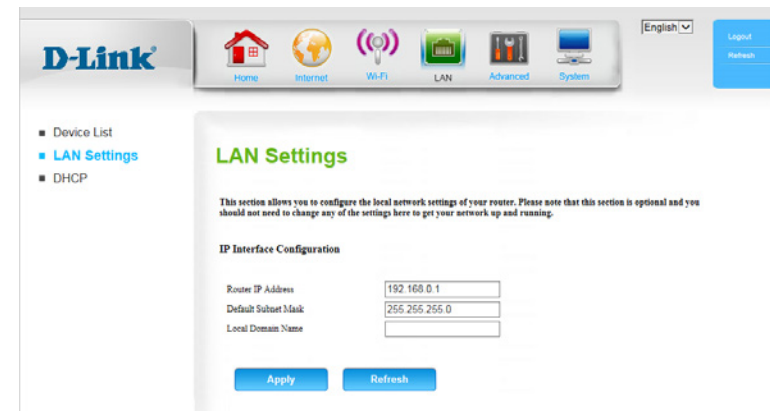 D-Link
Home
Internet
Wi-Fi
LAN
Advanced
System
English
Logout
Refresh
Device List
LAN Settings
DHCP
LAN Settings
This section allows you to configure the local network settings of your router. Please note that this section is optional and you
should not need to change any of the settings here to get your network up and running.
IP Interface Configuration
Router IP Address 192.168.0.1
Default Subnet Mask 255.255.255.0
Local Domain Name
Apply Refresh